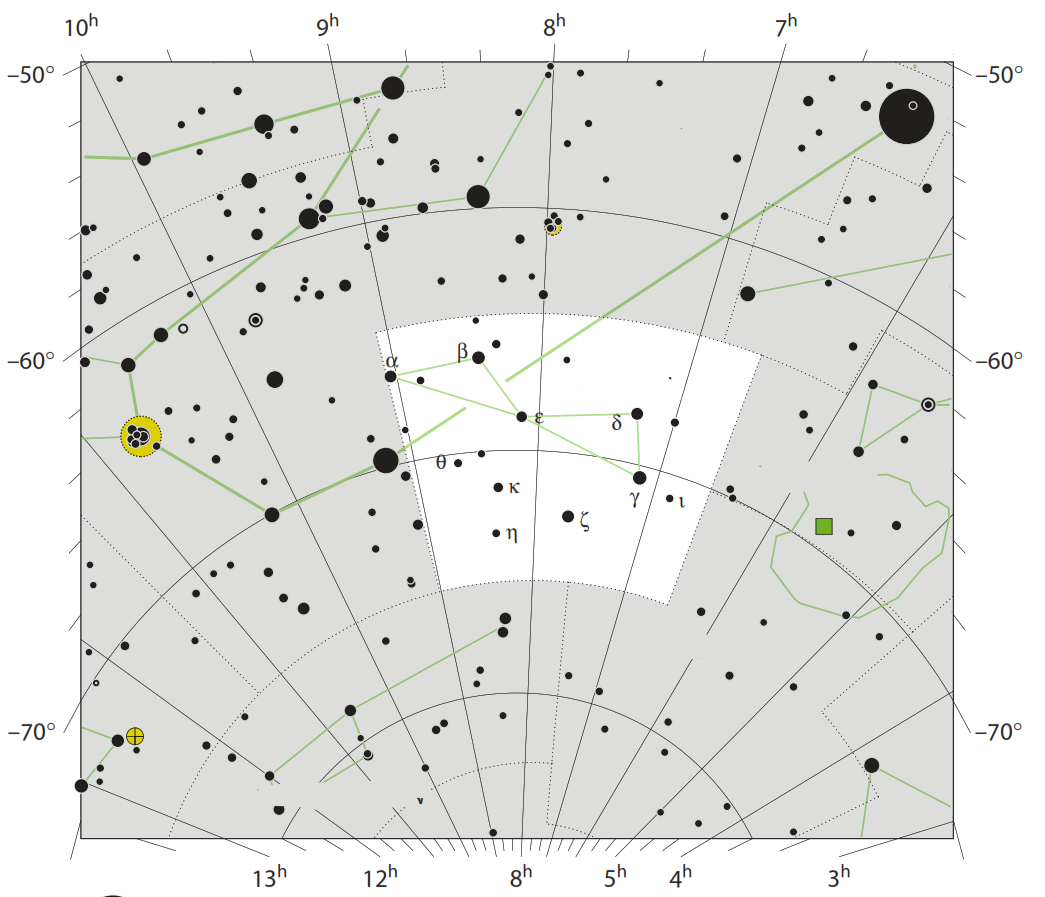 10h 9h 8h 7h
–50° –50°
–60° –60°
α β
ε δ
θ
κ γ ι
ζ
η
–70° –70°
13h 12h 8h 5h 4h 3h